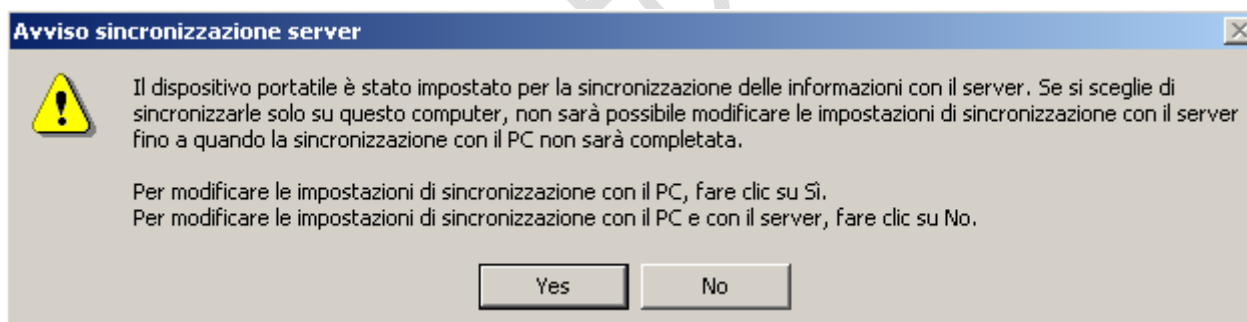 Avviso sincronizzazione server
Il dispositivo portatile è stato impostato per la sincronizzazione delle informazioni con il server. Se si sceglie di
sincronizzarle solo su questo computer, non sarà possibile modificare le impostazioni di sincronizzazione con il server
fino a quando la sincronizzazione con il PC non sarà completata.
Per modificare le impostazioni di sincronizzazione con il PC, fare clic su Sì.
Per modificare le impostazioni di sincronizzazione con il PC e con il server, fare clic su No.
Yes No